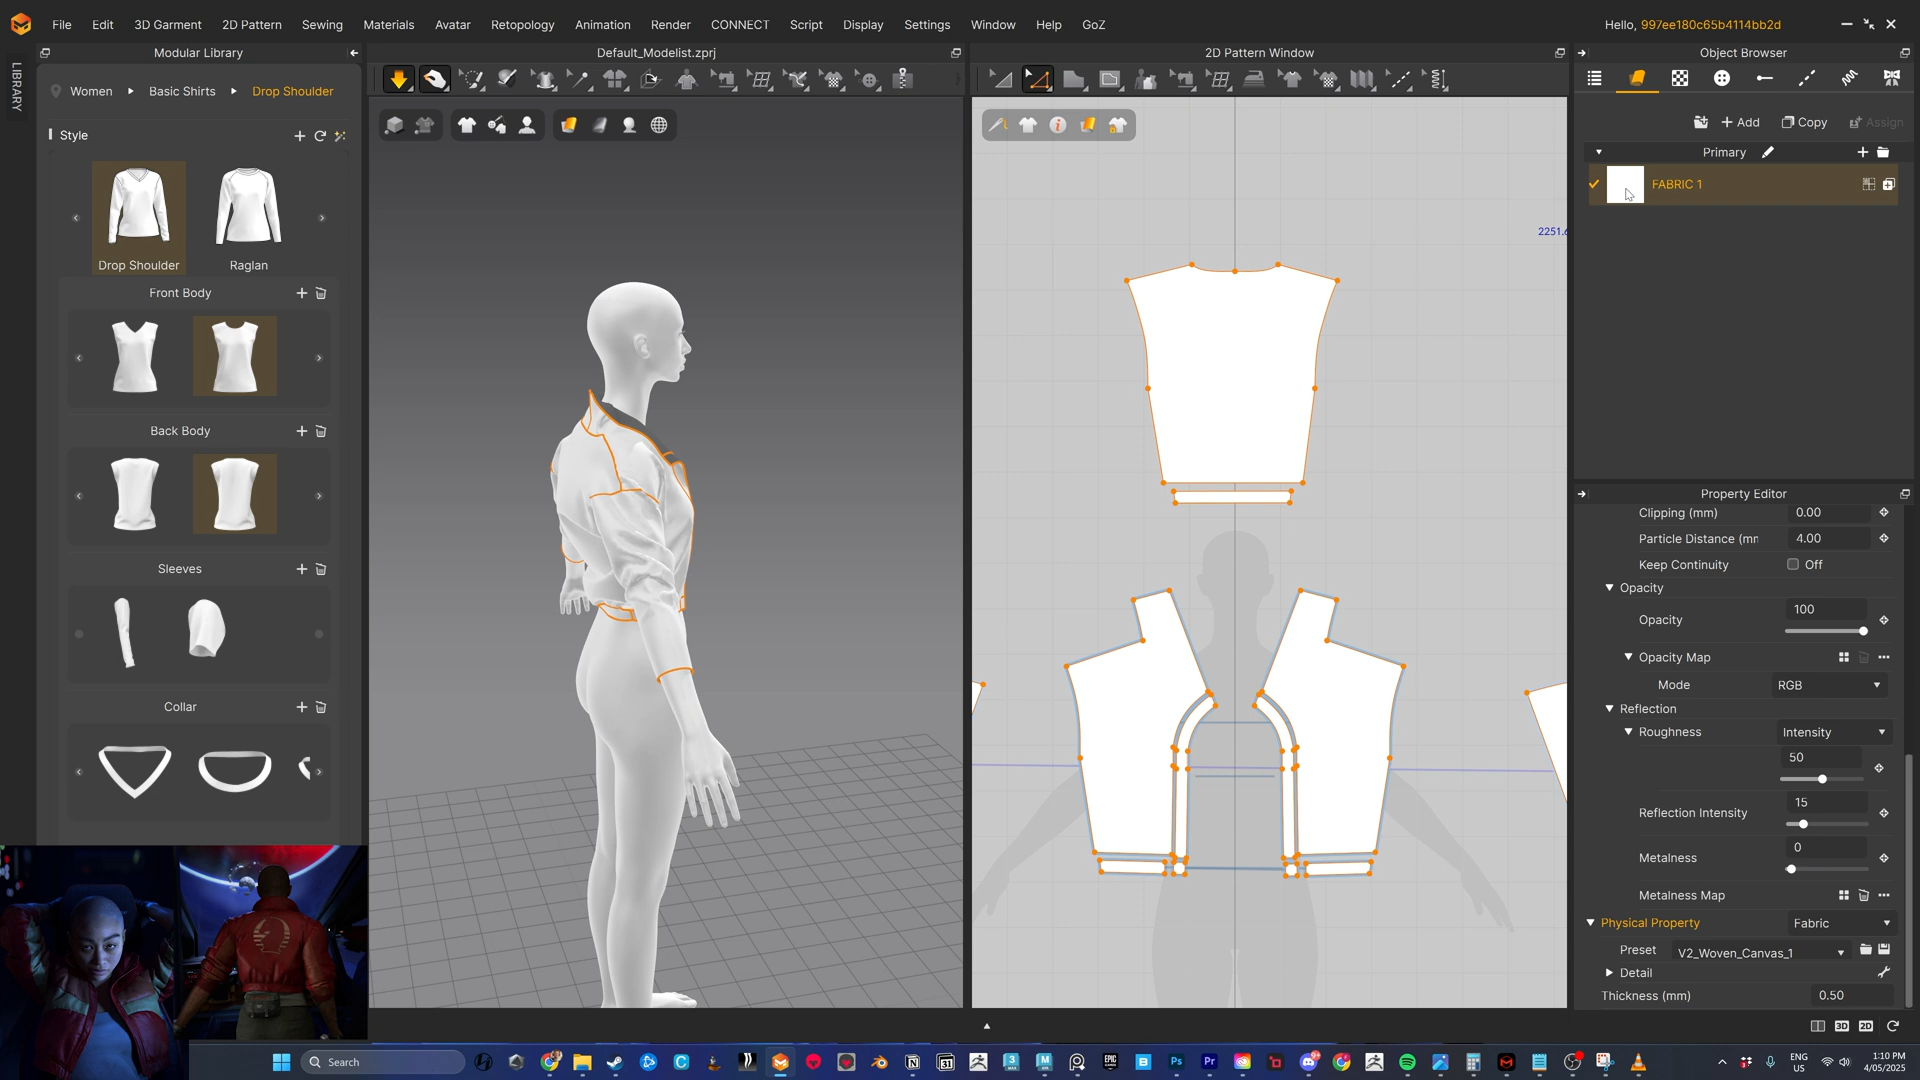 File Edit 3D Garment 2D Pattern Sewing Materials Avatar Retopology Animation Render CONNECT Script Display Settings Window Help GoZ
Hello, 997ee180c65b4114bb2d
Modular Library
Default_Modelist.zprj
2D Pattern Window
Object Browser
LIBRARY
Women Basic Shirts Drop Shoulder
Style
Drop Shoulder
Raglan
Front Body
Back Body
Sleeves
Collar
2251.
Add
Copy
Assign
Primary
FABRIC 1
Property Editor
Clipping (mm) 0.00
Particle Distance (mm 4.00
Keep Continuity Off
Opacity
Opacity 100
Opacity Map
Mode RGB
Reflection
Roughness Intensity
50
Reflection Intensity 15
Metalness 0
Metalness Map
Physical Property Fabric
Preset V2_Woven_Canvas_1
Detail
Thickness (mm) 0.50
3D 2D
Search
ENG
US
1:10 PM
4/05/2025